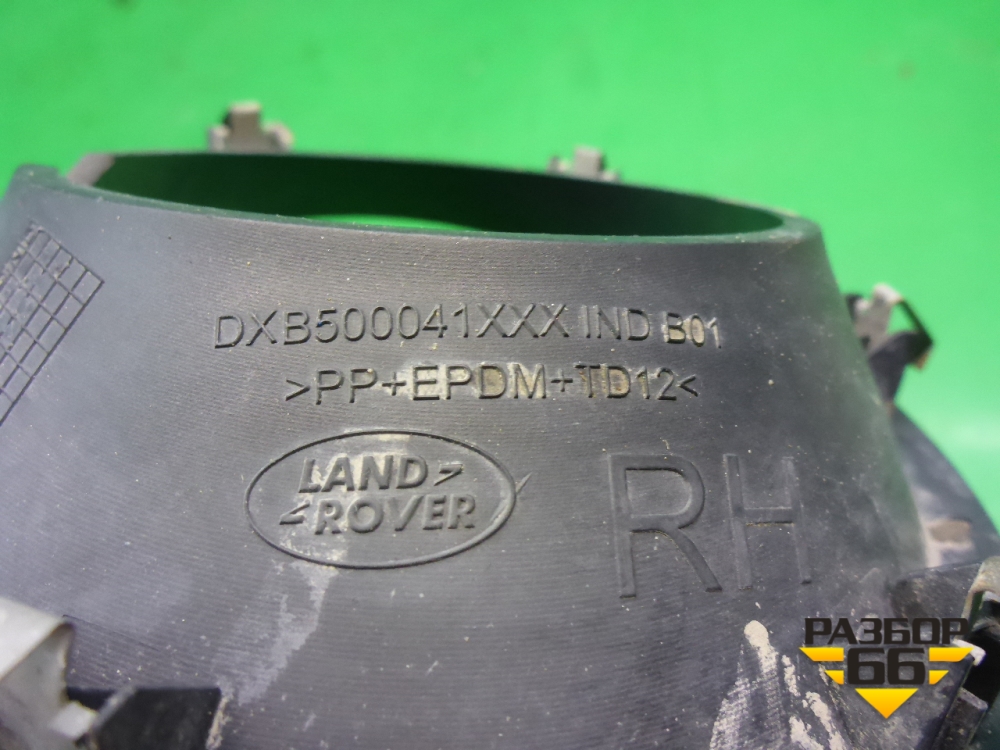 DXB500041XXX IND B01
>PP+EPDM+TD12<
LAND
ROVER
RH
РАЗБОР
66